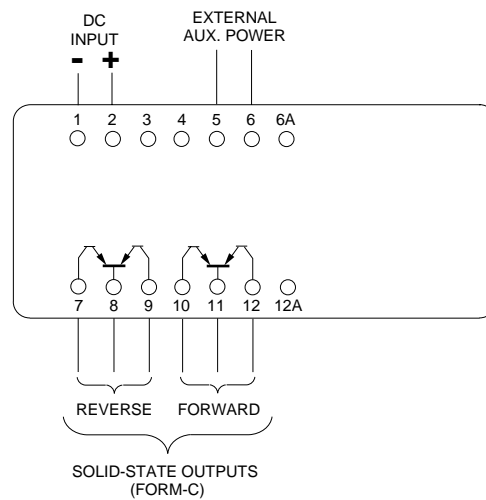 DC
INPUT
- +
EXTERNAL
AUX. POWER
1 2 3 4 5 6 6A
7 8 9 10 11 12 12A
REVERSE FORWARD
SOLID-STATE OUTPUTS
(FORM-C)